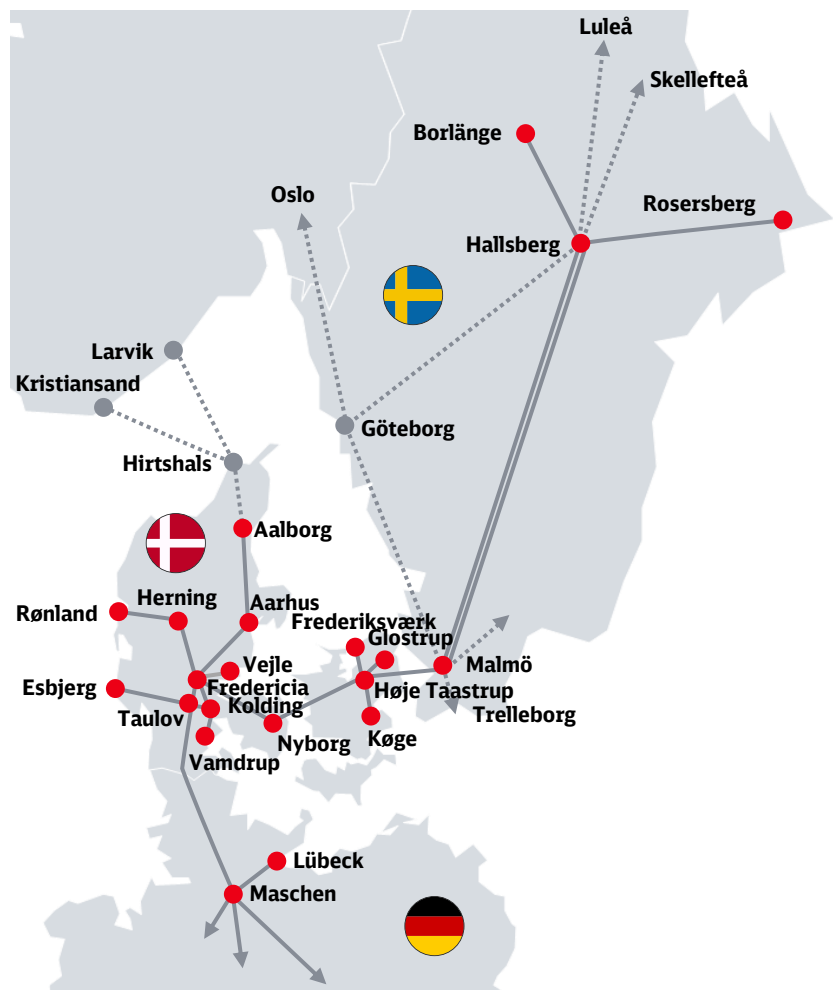 Luleå
Skellefteå
Borlänge
Oslo
Rosersberg
Hallsberg
Larvik
Kristiansand
Göteborg
Hirtshals
Aalborg
Herning
Aarhus
Rønland
Frederiksværk
Glostrup
Vejle
Malmö
Esbjerg
Fredericia
Høje Taastrup
Kolding
Taulov
Trelleborg
Nyborg
Køge
Vamdrup
Lübeck
Maschen